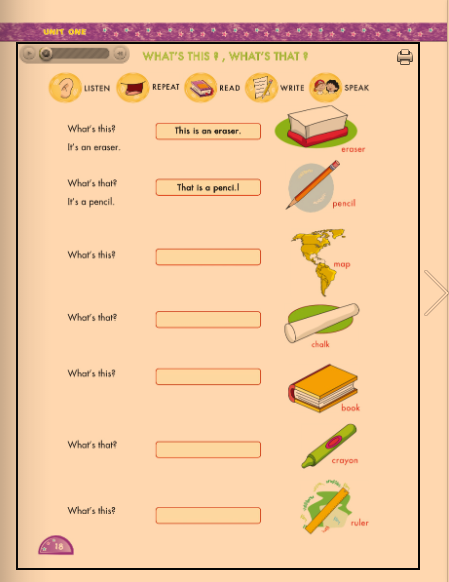 UNIT ONE
WHAT'S THIS ?, WHAT'S THAT ?
LISTEN REPEAT READ WRITE SPEAK
What's this? This is an eraser.
It's an eraser.
eraser
What's that? That is a penci.l
It's a pencil.
pencil
What's this?
map
What's that?
chalk
What's this?
book
What's that?
crayon
What's this?
ruler
18